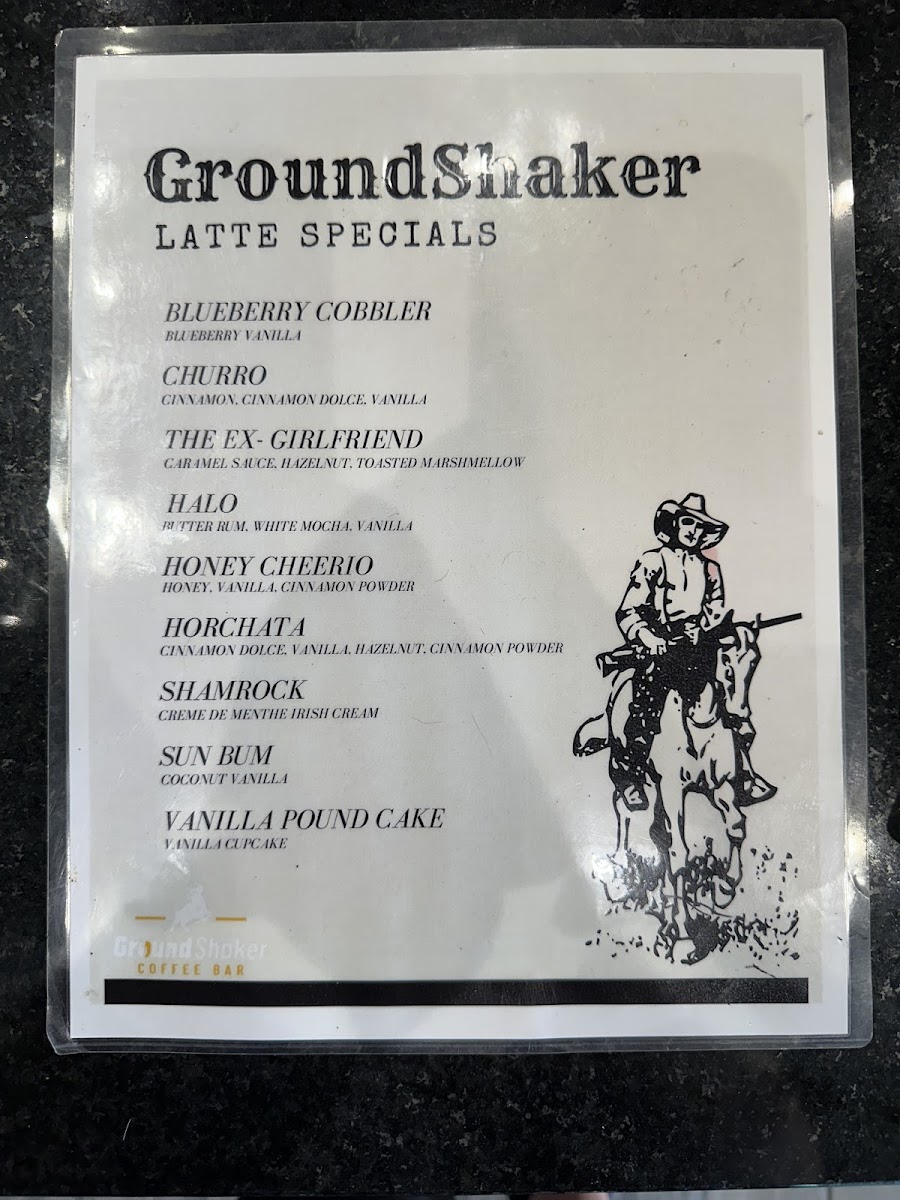 GroundShaker
LATTE SPECIALS
BLUEBERRY COBBLER
BLUEBERRY VANILLA
CHURRO
CINNAMON, CINNAMON DOLCE, VANILLA
THE EX- GIRLFRIEND
CARAMEL SAUCE, HAZELNUT, TOASTED MARSHMELLOW
HALO
BUTTER RUM, WHITE MOCHA, VANILLA
HONEY CHEERIO
HONEY, VANILLA, CINNAMON POWDER
HORCHATA
CINNAMON DOLCE, VANILLA, HAZELNUT, CINNAMON POWDER
SHAMROCK
CREME DE MENTHE IRISH CREAM
SUN BUM
COCONUT VANILLA
VANILLA POUND CAKE
VANILLA CUPCAKE
GroundShaker
COFFEE BAR